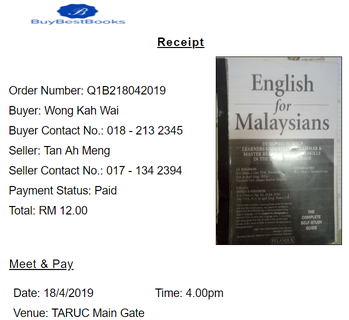 B
BuyBestBooks
Receipt
Order Number: Q1B218042019
Buyer: Wong Kah Wai
Buyer Contact No.: 018 - 213 2345
Seller: Tan Ah Meng
Seller Contact No.: 017 - 134 2394
Payment Status: Paid
Total: RM 12.00
English
for
Malaysians
THE COMPLETE
SELF-STUDY
GUIDE
Meet & Pay
Date: 18/4/2019 Time: 4.00pm
Venue: TARUC Main Gate